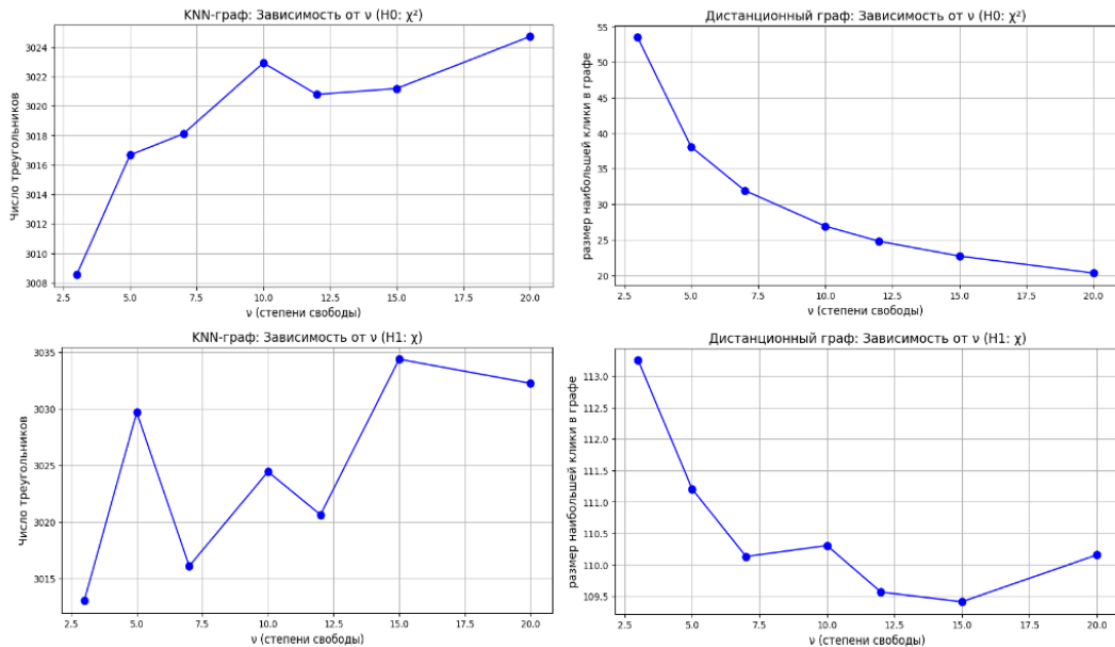 KNN-граф: Зависимость от ν (H0: χ²)
Число треугольников
3024
3022
3020
3018
3016
3014
3012
3010
3008
2.5 5.0 7.5 10.0 12.5 15.0 17.5 20.0
ν (степени свободы)
Дистанционный граф: Зависимость от ν (H0: χ²)
размер наибольшей клики в графе
55
50
45
40
35
30
25
20
2.5 5.0 7.5 10.0 12.5 15.0 17.5 20.0
ν (степени свободы)
KNN-граф: Зависимость от ν (H1: χ)
Число треугольников
3035
3030
3025
3020
3015
2.5 5.0 7.5 10.0 12.5 15.0 17.5 20.0
ν (степени свободы)
Дистанционный граф: Зависимость от ν (H1: χ)
размер наибольшей клики в графе
113.0
112.5
112.0
111.5
111.0
110.5
110.0
109.5
2.5 5.0 7.5 10.0 12.5 15.0 17.5 20.0
ν (степени свободы)